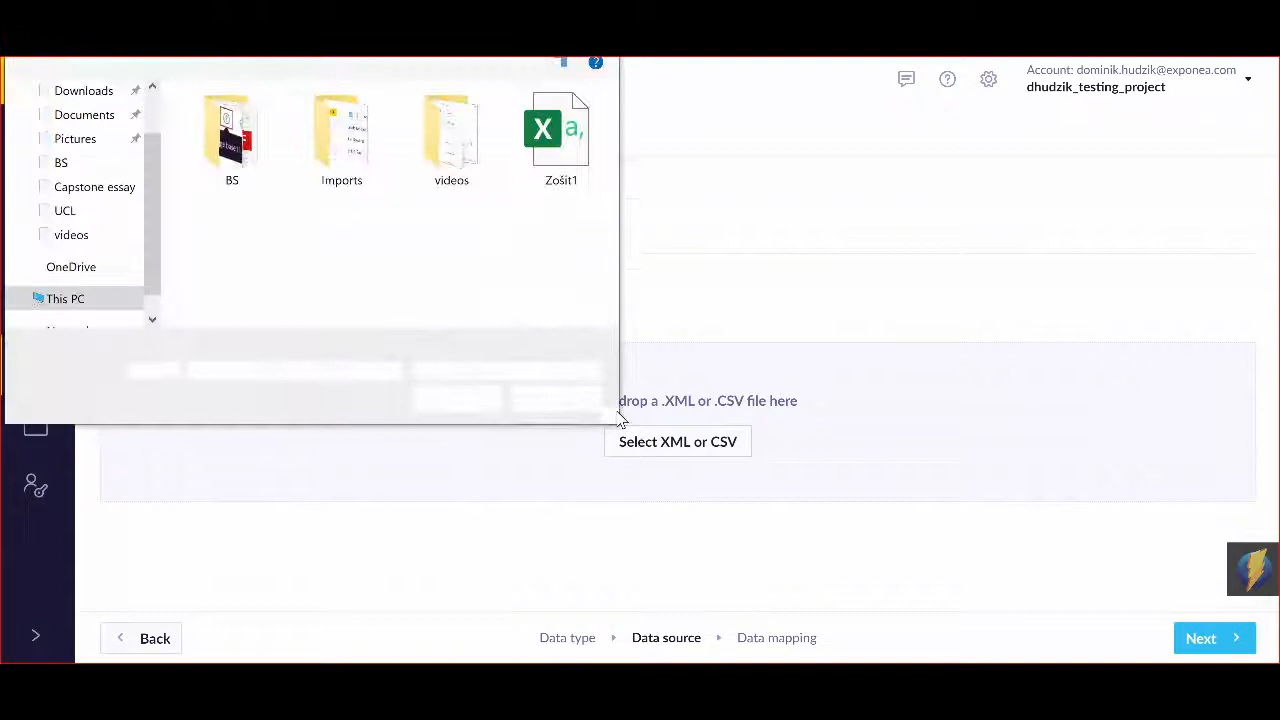 Account: dominik.hudzik@exponea.com
dhudzik_testing_project
Downloads
Documents
Pictures
BS
Capstone essay
UCL
videos
OneDrive
This PC
BS
Imports
videos
Zošit1
a,
drop a .XML or .CSV file here
Select XML or CSV
Back
Data type
Data source
Data mapping
Next